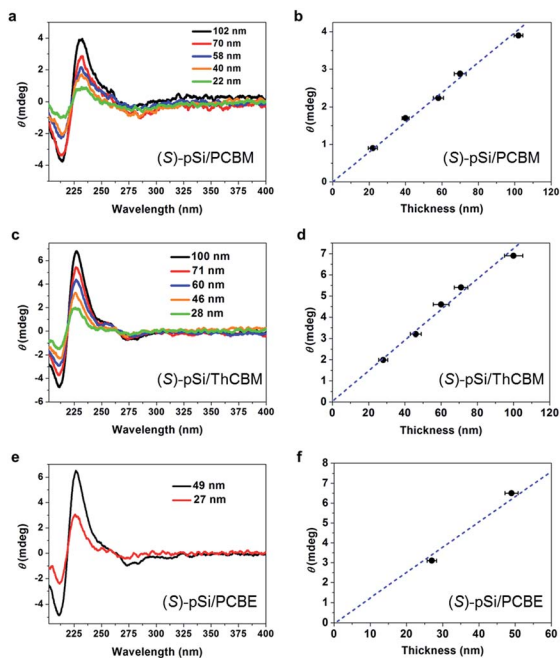 a
102 nm
70 nm
58 nm
40 nm
22 nm
θ (mdeg)
4
2
0
-2
-4
(S)-pSi/PCBM
225 250 275 300 325 350 375 400
Wavelength (nm)
b
θ (mdeg)
4
3
2
1
0
(S)-pSi/PCBM
0 20 40 60 80 100 120
Thickness (nm)
c
100 nm
71 nm
60 nm
46 nm
28 nm
θ (mdeg)
6
4
2
0
-2
-4
-6
(S)-pSi/ThCBM
225 250 275 300 325 350 375 400
Wavelength (nm)
d
θ (mdeg)
7
6
5
4
3
2
1
0
(S)-pSi/ThCBM
0 20 40 60 80 100 120
Thickness (nm)
e
49 nm
27 nm
θ (mdeg)
6
4
2
0
-2
-4
(S)-pSi/PCBE
225 250 275 300 325 350 375 400
Wavelength (nm)
f
θ (mdeg)
8
7
6
5
4
3
2
1
0
(S)-pSi/PCBE
0 10 20 30 40 50 60
Thickness (nm)